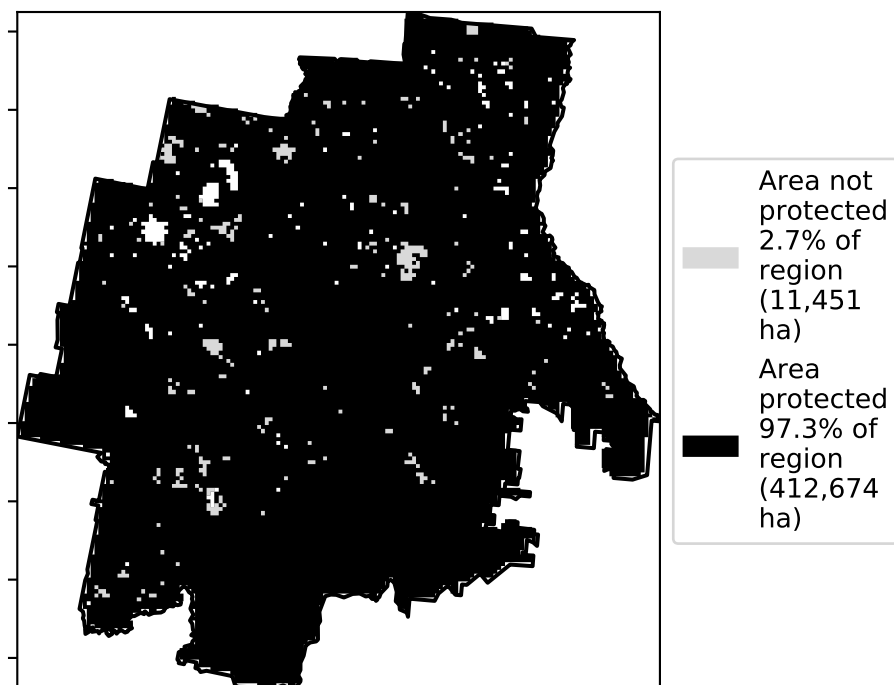 Area not
protected
2.7% of
region
(11,451
ha)
Area
protected
97.3% of
region
(412,674
ha)